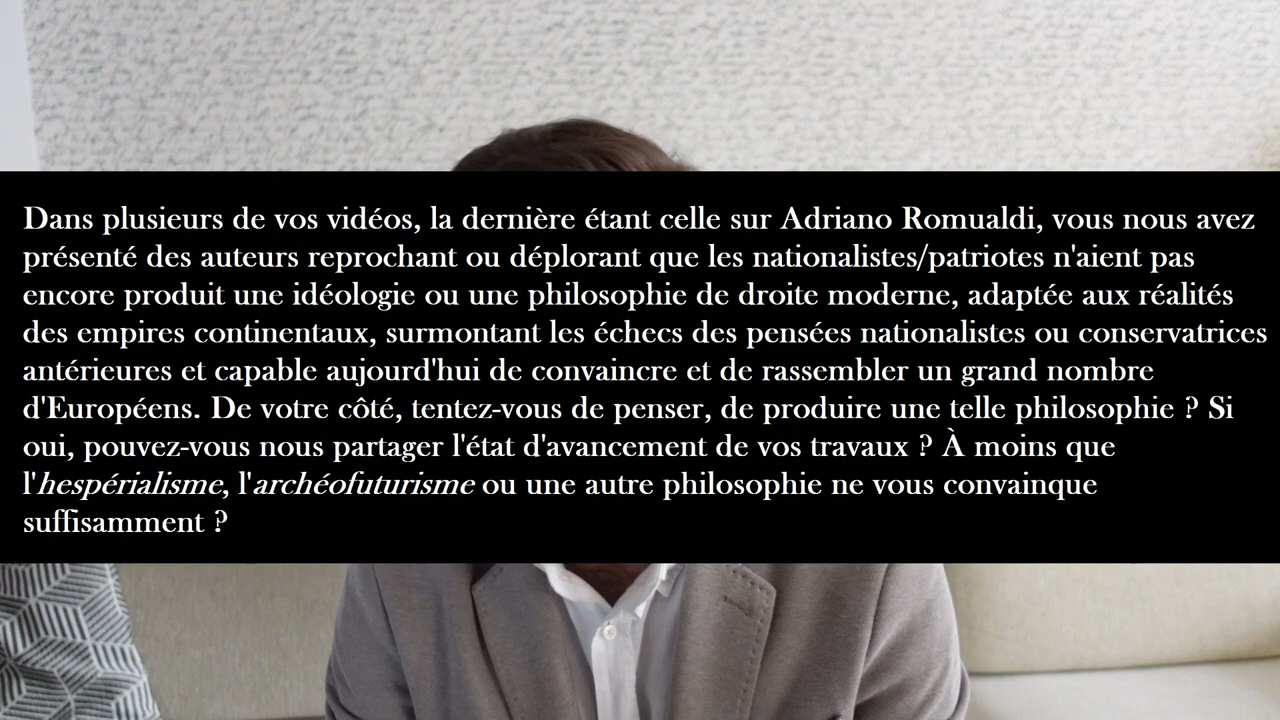 Dans plusieurs de vos vidéos, la dernière étant celle sur Adriano Romualdi, vous nous avez
présenté des auteurs reprochant ou déplorant que les nationalistes/patriotes n'aient pas
encore produit une idéologie ou une philosophie de droite moderne, adaptée aux réalités
des empires continentaux, surmontant les échecs des pensées nationalistes ou conservatrices
antérieures et capable aujourd'hui de convaincre et de rassembler un grand nombre
d'Européens. De votre côté, tentez-vous de penser, de produire une telle philosophie ? Si
oui, pouvez-vous nous partager l'état d'avancement de vos travaux ? À moins que
l'hespérialisme, l'archéofuturisme ou une autre philosophie ne vous convainque
suffisamment ?